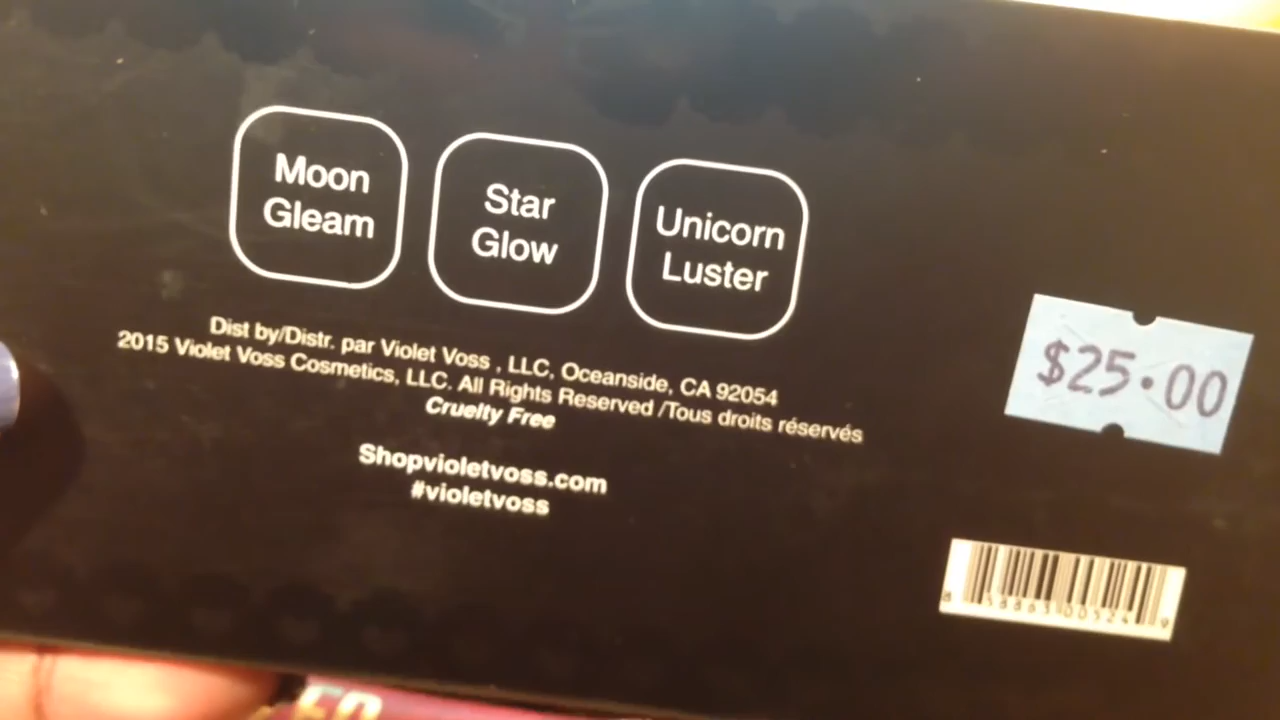 Moon
Gleam
Star
Glow
Unicorn
Luster
Dist by/Distr. par Violet Voss , LLC, Oceanside, CA 92054
2015 Violet Voss Cosmetics, LLC. All Rights Reserved /Tous droits réservés
Cruelty Free
Shopvioletvoss.com
#violetvoss
$25.00